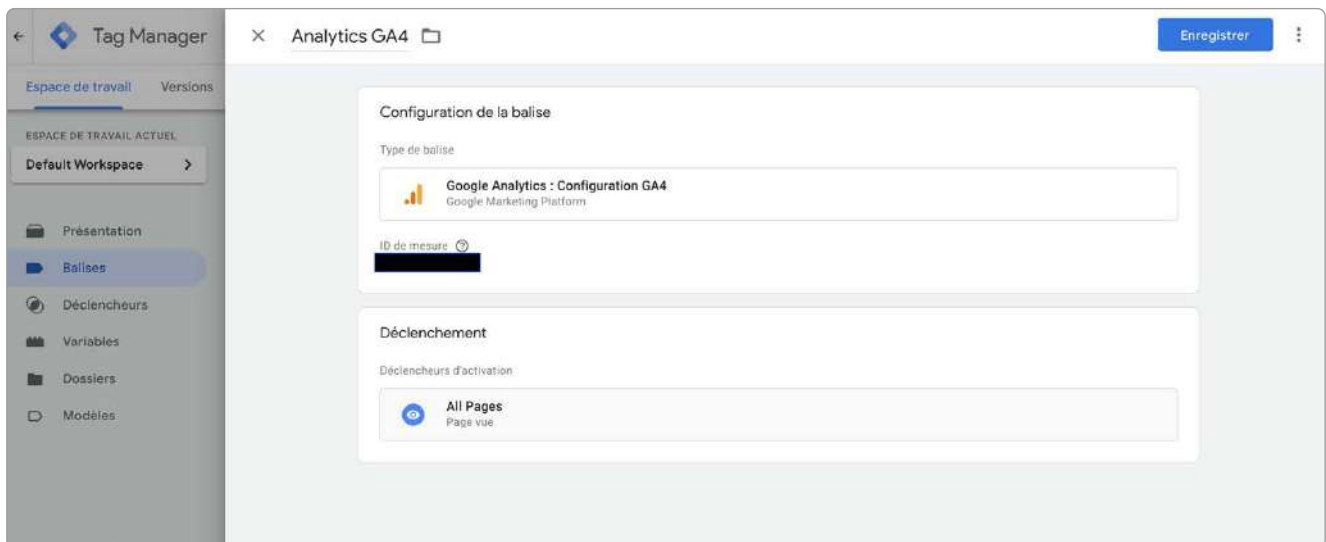 Tag Manager
Analytics GA4
Enregistrer
Espace de travail
Versions
ESPACE DE TRAVAIL ACTUEL
Default Workspace
Présentation
Balises
Déclencheurs
Variables
Dossiers
Modèles
Configuration de la balise
Type de balise
Google Analytics : Configuration GA4
Google Marketing Platform
ID de mesure
Déclenchement
Déclencheurs d'activation
All Pages
Page vue